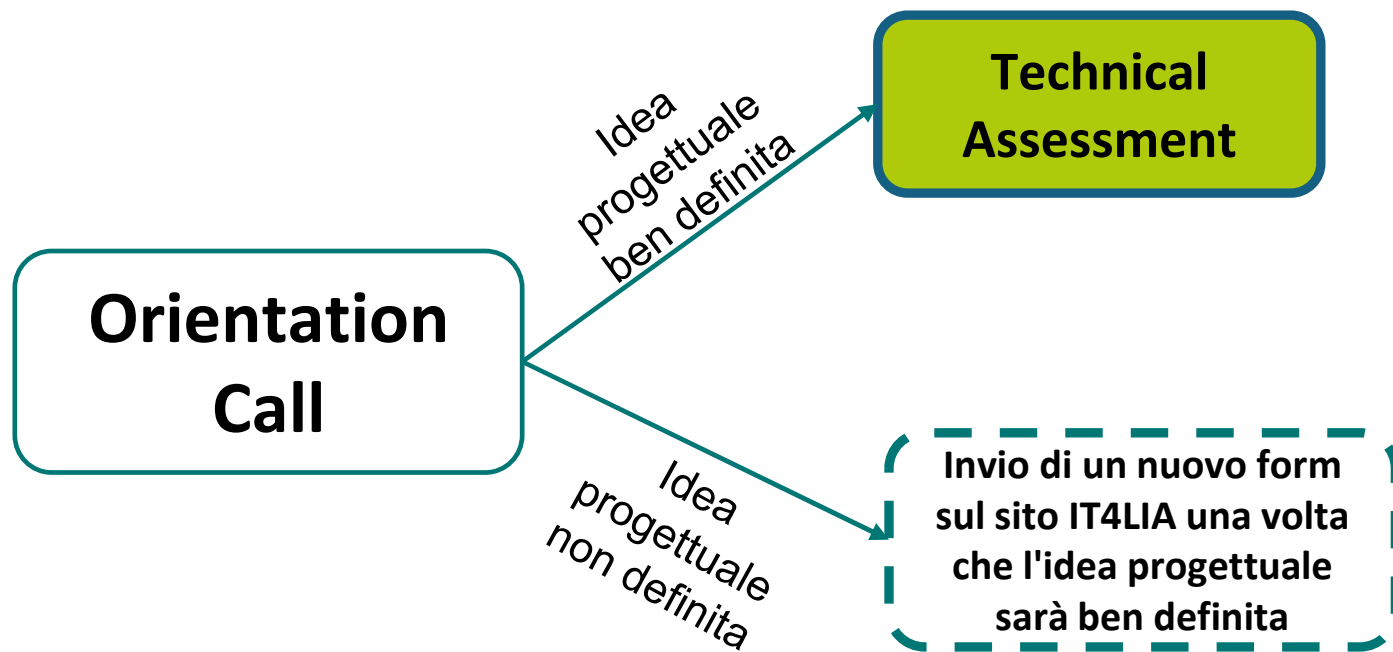 Technical
Assessment
Idea
progettuale
ben definita
Orientation
Call
Idea
progettuale
non definita
Invio di un nuovo form
sul sito IT4LIA una volta
che l'idea progettuale
sarà ben definita